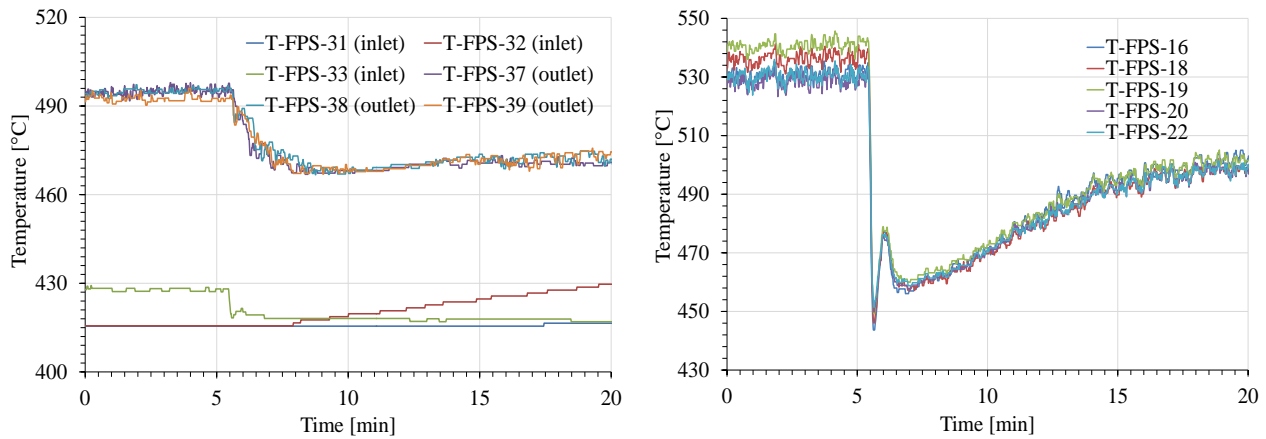 520
490
460
430
400
Temperature [°C]
T-FPS-31 (inlet) T-FPS-32 (inlet)
T-FPS-33 (inlet) T-FPS-37 (outlet)
T-FPS-38 (outlet) T-FPS-39 (outlet)
0 5 10 15 20
Time [min]
550
530
510
490
470
450
430
Temperature [°C]
T-FPS-16
T-FPS-18
T-FPS-19
T-FPS-20
T-FPS-22
0 5 10 15 20
Time [min]